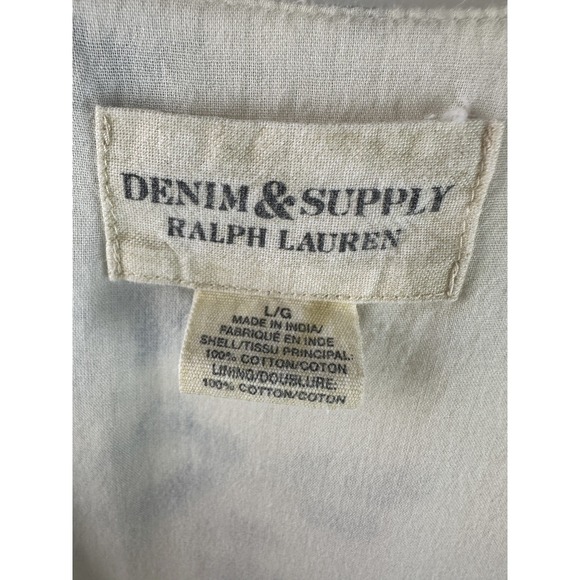 DENIM & SUPPLY
RALPH LAUREN
L/G
MADE IN INDIA/
FABRIQUÉ EN INDE
SHELL/TISSU PRINCIPAL:
100% COTTON/COTON
LINING/DOUBLURE:
100% COTTON/COTON